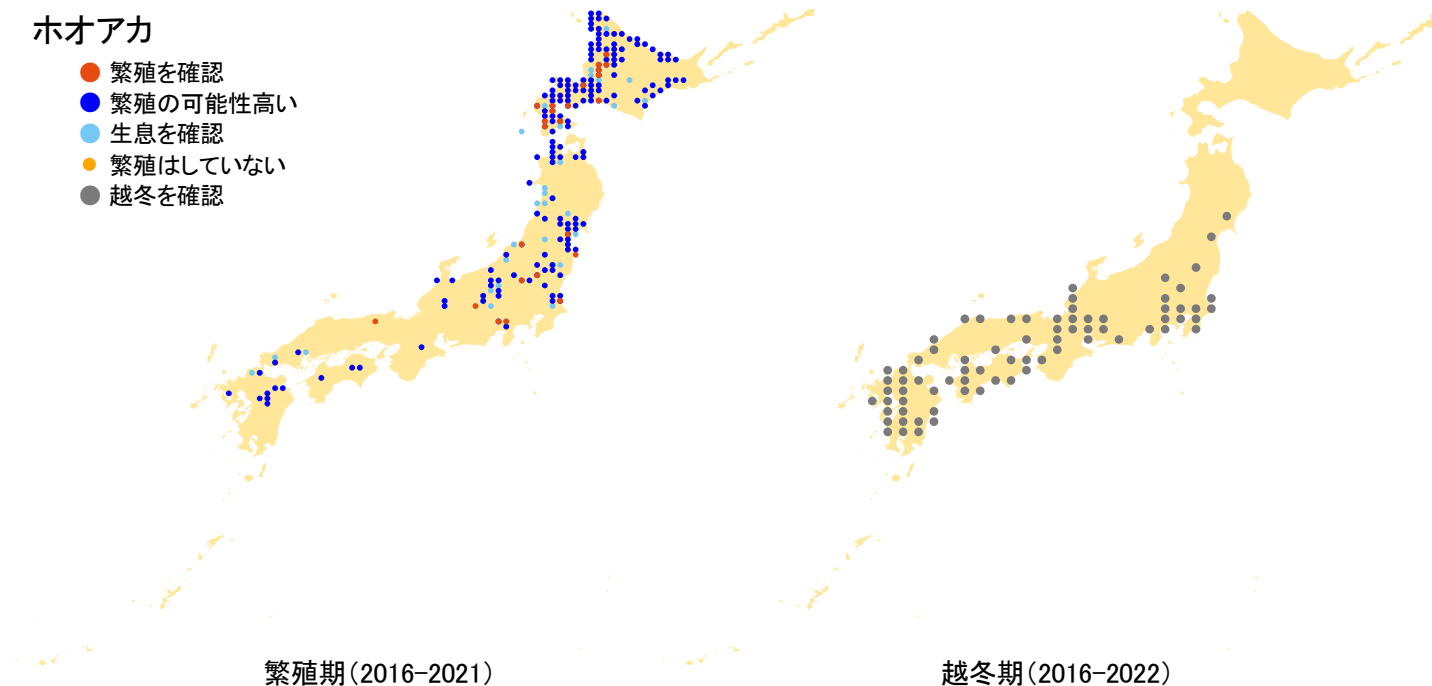 ホオアカ
繁殖を確認
繁殖の可能性高い
生息を確認
繁殖はしていない
越冬を確認
繁殖期(2016-2021)
越冬期(2016-2022)